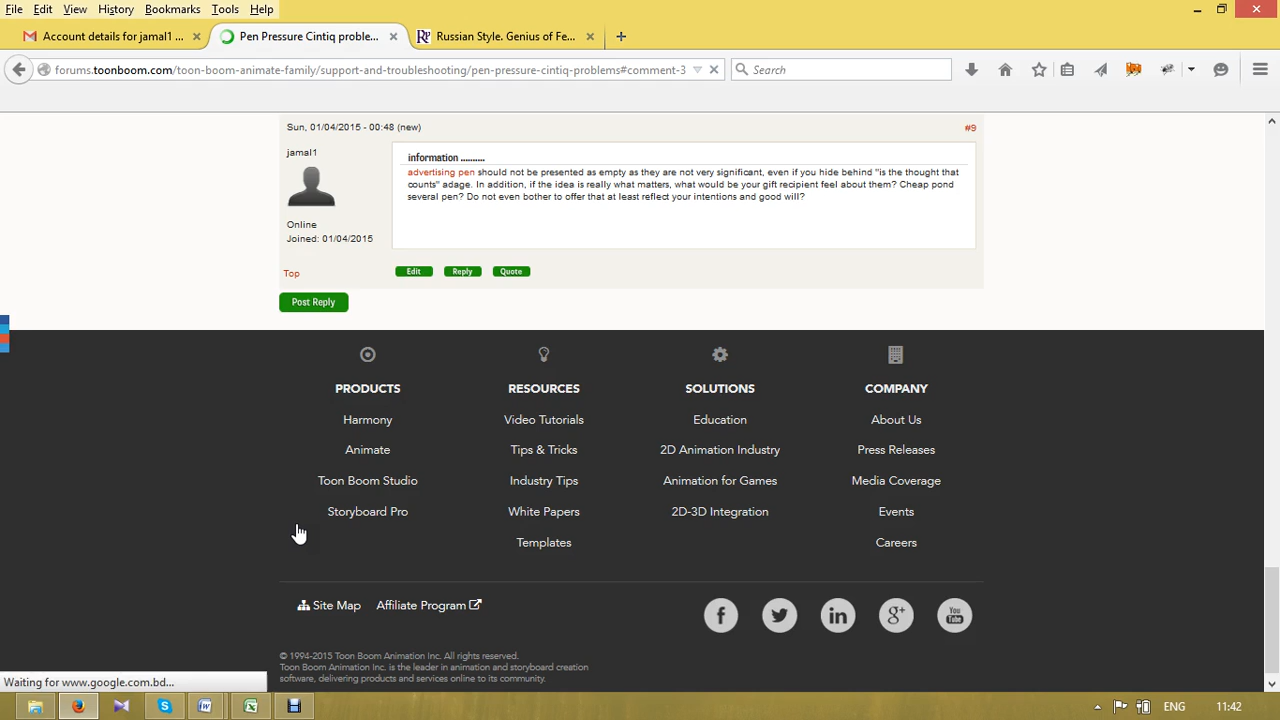 File Edit View History Bookmarks Tools Help
Account details for jamal1 ... Pen Pressure Cintiq proble... Russian Style. Genius of Fe...
forums.toonboom.com/toon-boom-animate-family/support-and-troubleshooting/pen-pressure-cintiq-problems#comment-3 Search
Sun, 01/04/2015 - 00:48 (new) #9
jamal1
information ..........
advertising pen should not be presented as empty as they are not very significant, even if you hide behind "is the thought that
counts" adage. In addition, if the idea is really what matters, what would be your gift recipient feel about them? Cheap pond
several pen? Do not even bother to offer that at least reflect your intentions and good will?
Online
Joined: 01/04/2015
Top Edit Reply Quote
Post Reply
PRODUCTS RESOURCES SOLUTIONS COMPANY
Harmony Video Tutorials Education About Us
Animate Tips & Tricks 2D Animation Industry Press Releases
Toon Boom Studio Industry Tips Animation for Games Media Coverage
Storyboard Pro White Papers 2D-3D Integration Events
Templates Careers
Site Map Affiliate Program
© 1994-2015 Toon Boom Animation Inc. All rights reserved.
Toon Boom Animation Inc. is the leader in animation and storyboard creation
software, delivering products and services online to its community.
Waiting for www.google.com.bd...
ENG 11:42